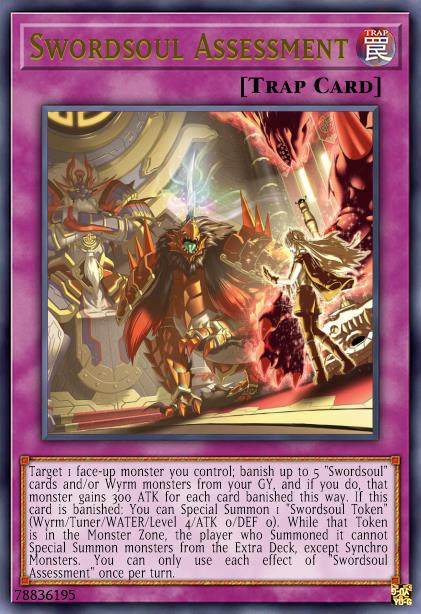 Swordsoul Assessment
TRAP
罠
[Trap Card]
Target 1 face-up monster you control; banish up to 5 "Swordsoul"
cards and/or Wyrm monsters from your GY, and if you do, that
monster gains 300 ATK for each card banished this way. If this
card is banished: You can Special Summon 1 "Swordsoul Token"
(Wyrm/Tuner/WATER/Level 4/ATK 0/DEF 0). While that Token
is in the Monster Zone, the player who Summoned it cannot
Special Summon monsters from the Extra Deck, except Synchro
Monsters. You can only use each effect of "Swordsoul
Assessment" once per turn.
78836195